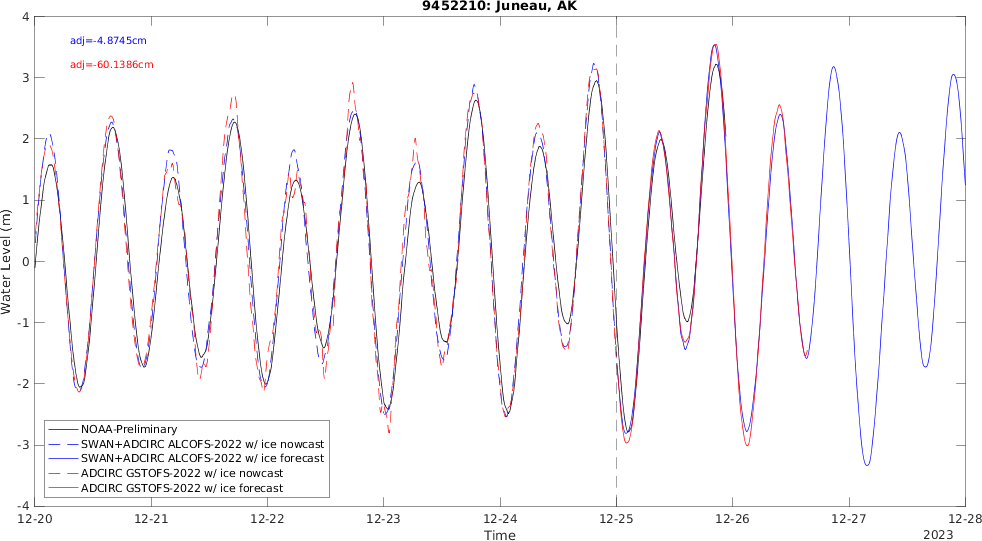 9452210: Juneau, AK
adj=-4.8745cm
adj=-60.1386cm
4
3
2
1
0
-1
-2
-3
-4
Water Level (m)
NOAA-Preliminary
SWAN+ADCIRC ALCOFS-2022 w/ ice nowcast
SWAN+ADCIRC ALCOFS-2022 w/ ice forecast
ADCIRC GSTOFS-2022 w/ ice nowcast
ADCIRC GSTOFS-2022 w/ ice forecast
12-20 12-21 12-22 12-23 12-24 12-25 12-26 12-27 12-28
Time
2023